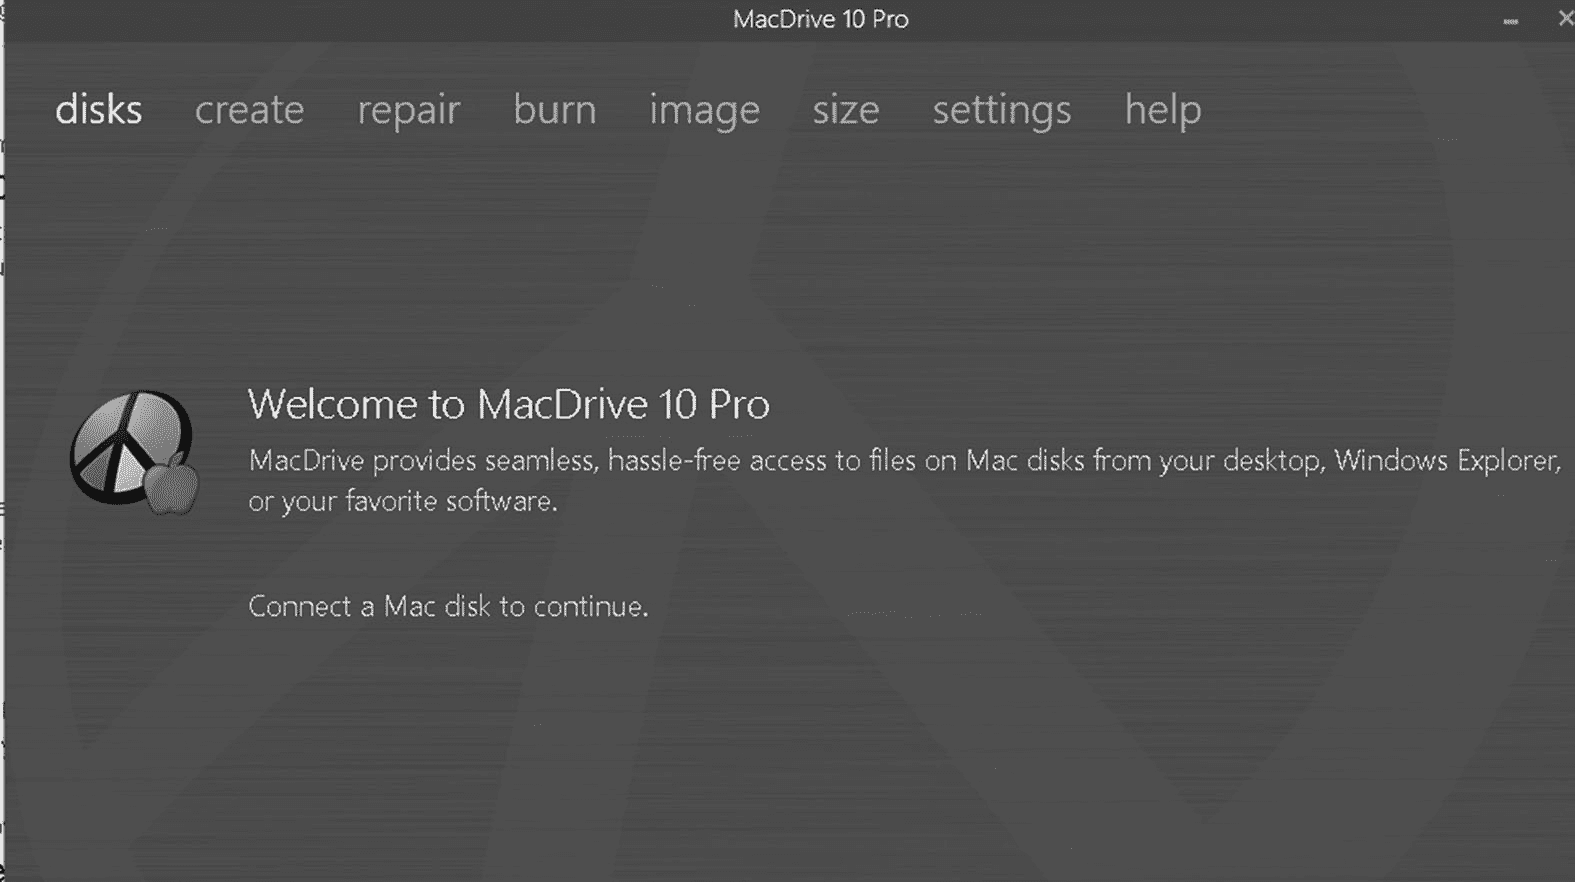 MacDrive 10 Pro
disks create repair burn image size settings help
Welcome to MacDrive 10 Pro
MacDrive provides seamless, hassle-free access to files on Mac disks from your desktop, Windows Explorer,
or your favorite software.
Connect a Mac disk to continue.